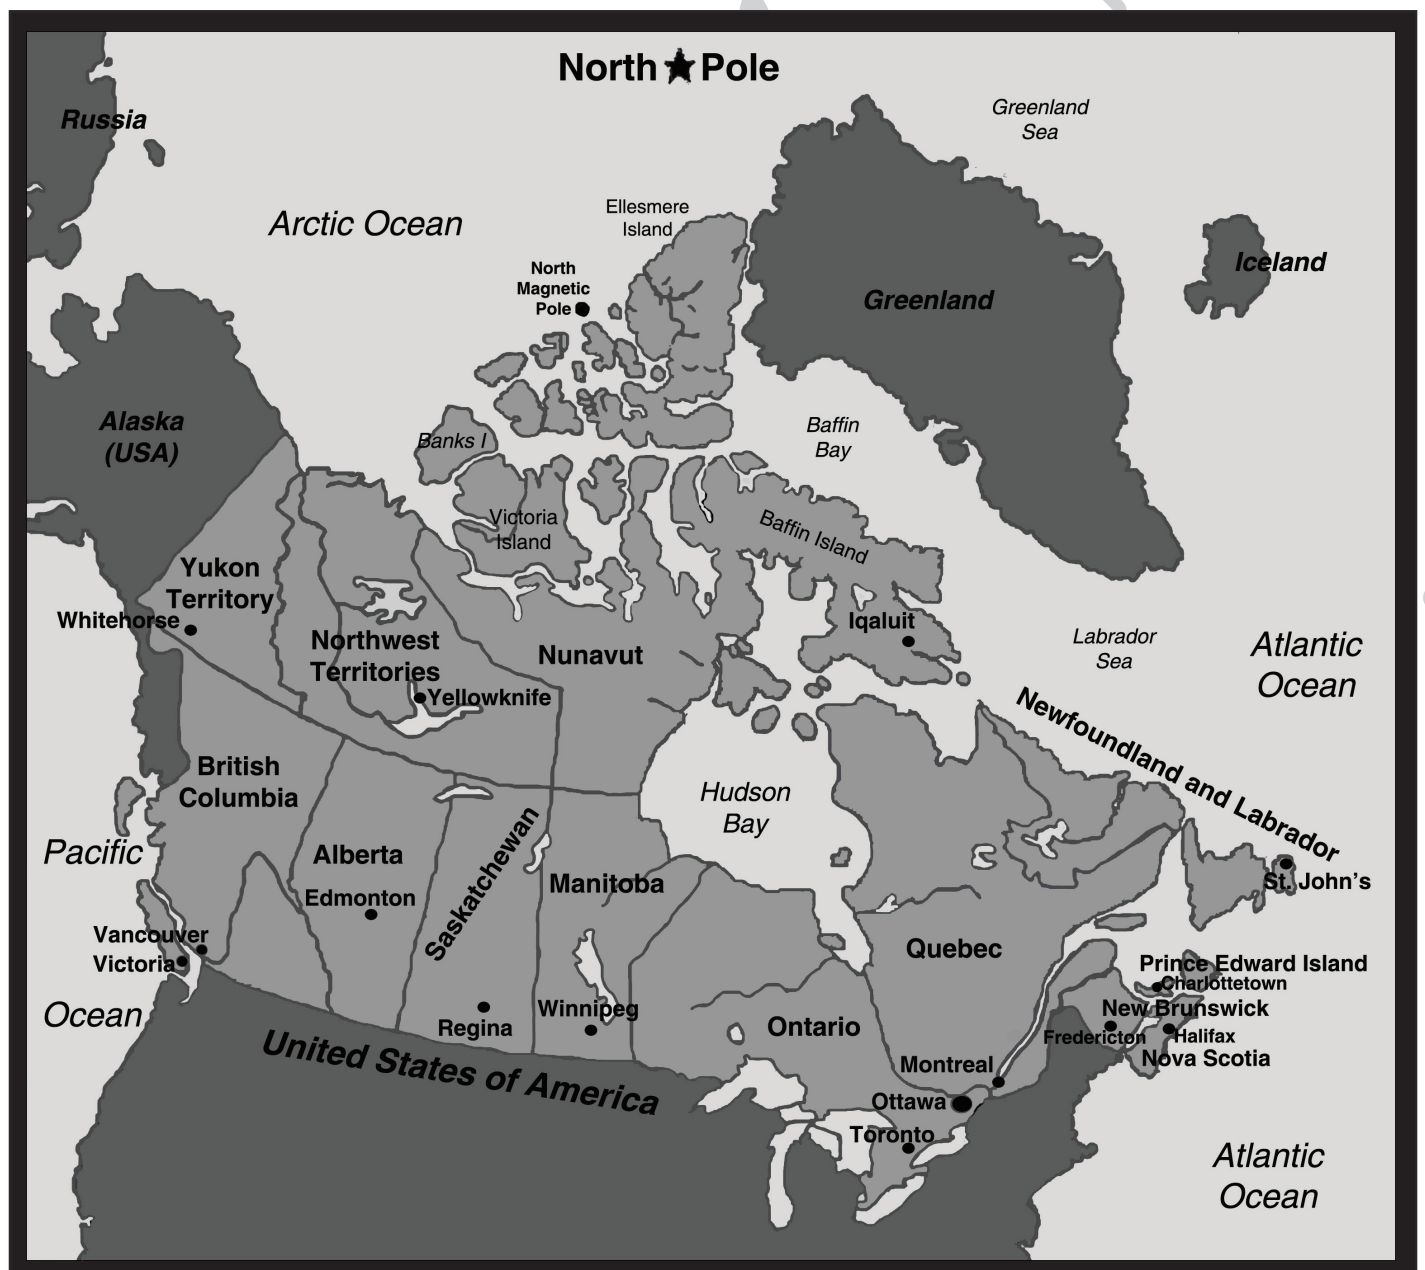 North ★ Pole
Russia
Greenland
Sea
Arctic Ocean
Ellesmere
Island
Iceland
North
Magnetic
Pole
Greenland
Alaska
(USA)
Banks I
Baffin
Bay
Victoria
Island
Baffin Island
Yukon
Territory
Whitehorse
Northwest
Territories
Yellowknife
Nunavut
Iqaluit
Labrador
Sea
Atlantic
Ocean
Newfoundland and Labrador
British
Columbia
Hudson
Bay
Pacific
Ocean
Alberta
Edmonton
Saskatchewan
Manitoba
St. John's
Vancouver
Victoria
Quebec
Prince Edward Island
Charlottetown
New Brunswick
Fredericton
Halifax
Nova Scotia
Regina
Winnipeg
Ontario
United States of America
Montreal
Ottawa
Toronto
Atlantic
Ocean